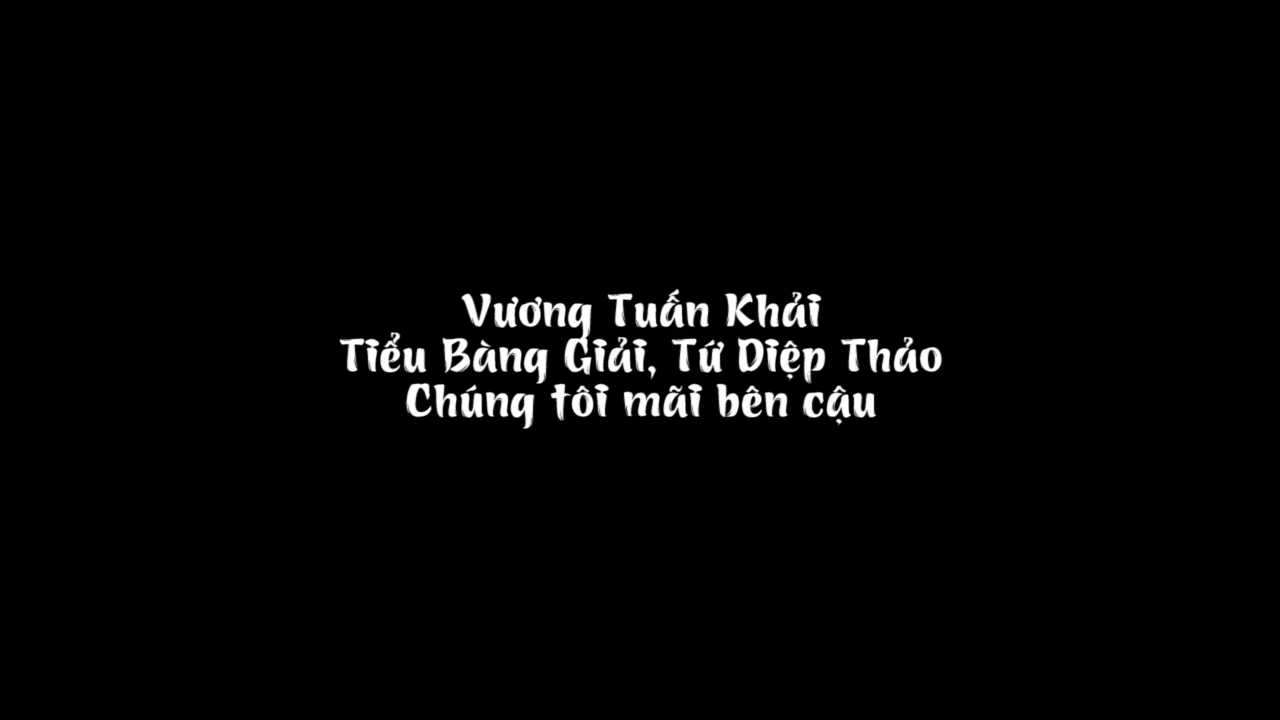 Vương Tuấn Khải
Tiểu Bàng Giải, Tứ Diệp Thảo
Chúng tôi mãi bên cậu